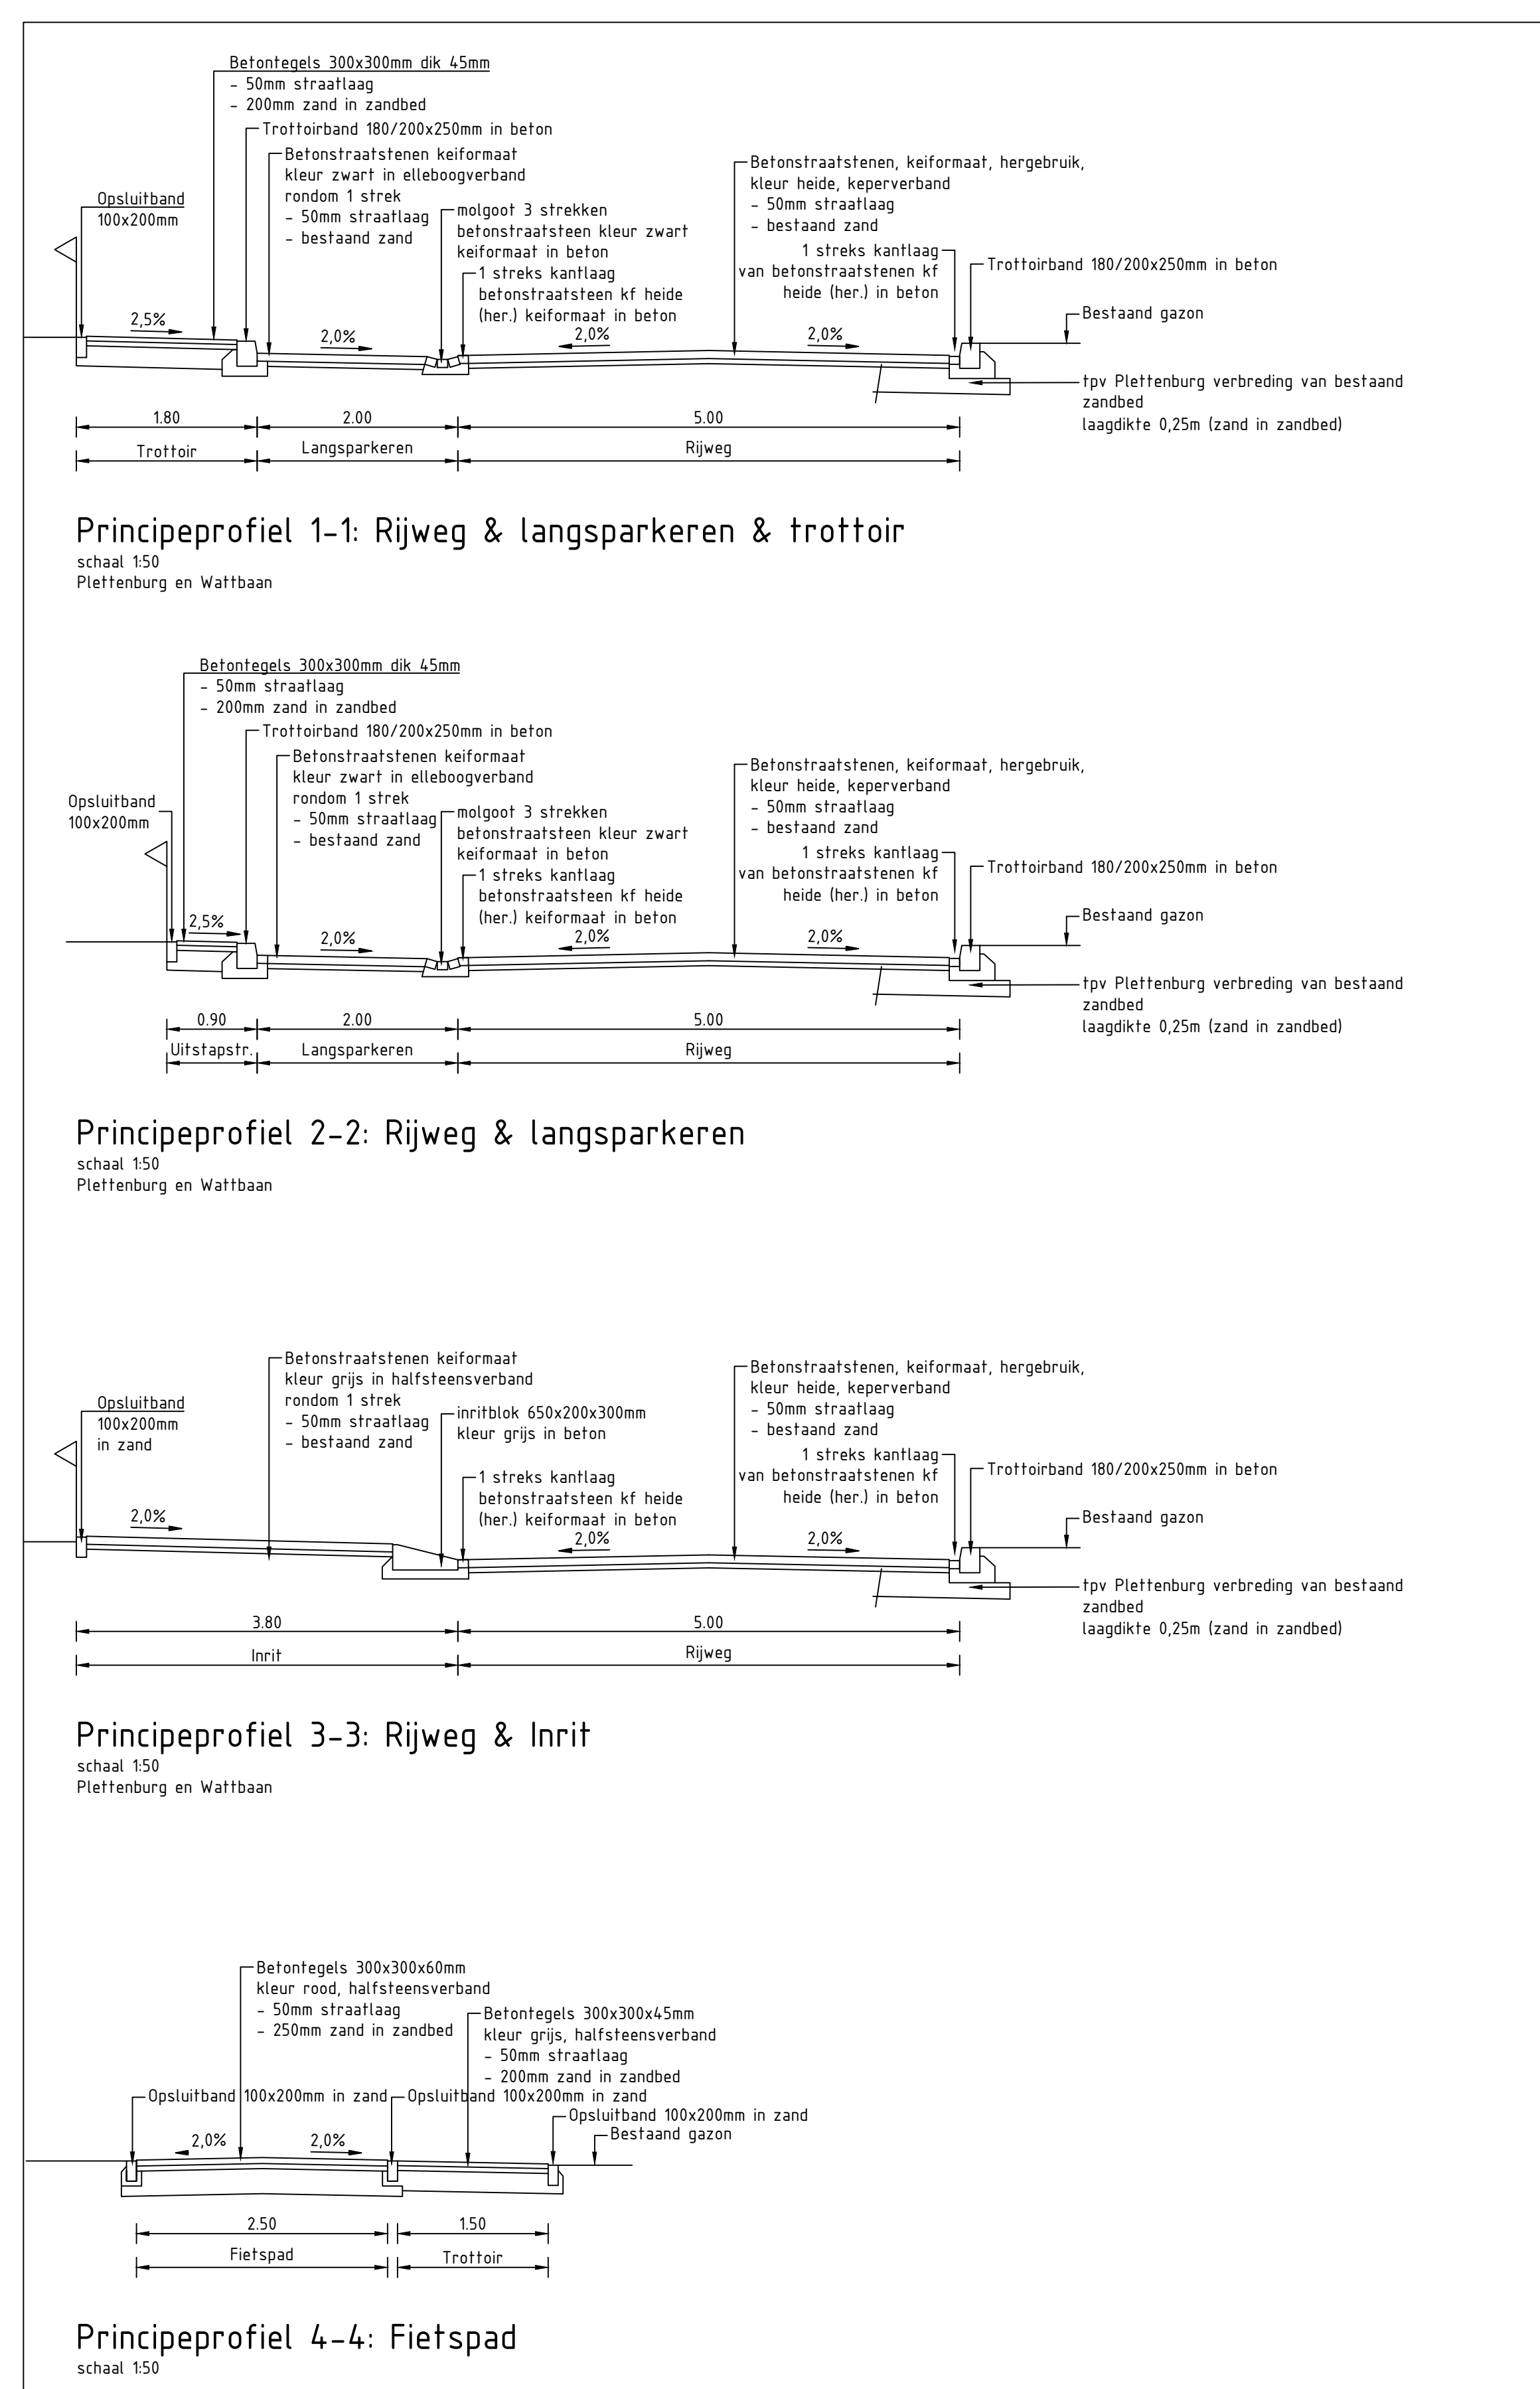 Betontegels 300x300mm dik 45mm
- 50mm straatlaag
- 200mm zand in zandbed
Trottoirband 180/200x250mm in beton
Betonstraatstenen keiformaat
kleur zwart in elleboogverband
rondom 1 strek
- 50mm straatlaag
- bestaand zand
Opsluitband
100x200mm
molgoot 3 strekken
betonstraatsteen kleur zwart
keiformaat in beton
1 streks kantlaag
betonstraatsteen kf heide
(her.) keiformaat in beton
Betonstraatstenen, keiformaat, hergebruik,
kleur heide, keperverband
- 50mm straatlaag
- bestaand zand
1 streks kantlaag
van betonstraatstenen kf
heide (her.) in beton
Trottoirband 180/200x250mm in beton
Bestaand gazon
2,5%
2,0%
2,0%
2,0%
tpv Plettenburg verbreding van bestaand
zandbed
laagdikte 0,25m (zand in zandbed)
1.80
2.00
5.00
Trottoir
Langsparkeren
Rijweg
Principeprofiel 1-1: Rijweg & langsparkeren & trottoir
schaal 1:50
Plettenburg en Wattbaan
Betontegels 300x300mm dik 45mm
- 50mm straatlaag
- 200mm zand in zandbed
Trottoirband 180/200x250mm in beton
Betonstraatstenen keiformaat
kleur zwart in elleboogverband
rondom 1 strek
- 50mm straatlaag
- bestaand zand
Opsluitband
100x200mm
molgoot 3 strekken
betonstraatsteen kleur zwart
keiformaat in beton
1 streks kantlaag
betonstraatsteen kf heide
(her.) keiformaat in beton
Betonstraatstenen, keiformaat, hergebruik,
kleur heide, keperverband
- 50mm straatlaag
- bestaand zand
1 streks kantlaag
van betonstraatstenen kf
heide (her.) in beton
Trottoirband 180/200x250mm in beton
Bestaand gazon
2,5%
2,0%
2,0%
2,0%
tpv Plettenburg verbreding van bestaand
zandbed
laagdikte 0,25m (zand in zandbed)
0.90
2.00
5.00
Uitstapstr.
Langsparkeren
Rijweg
Principeprofiel 2-2: Rijweg & langsparkeren
schaal 1:50
Plettenburg en Wattbaan
Betonstraatstenen keiformaat
kleur grijs in halfsteensverband
rondom 1 strek
- 50mm straatlaag
- bestaand zand
Opsluitband
100x200mm
in zand
inritblok 650x200x300mm
kleur grijs in beton
1 streks kantlaag
betonstraatsteen kf heide
(her.) keiformaat in beton
Betonstraatstenen, keiformaat, hergebruik,
kleur heide, keperverband
- 50mm straatlaag
- bestaand zand
1 streks kantlaag
van betonstraatstenen kf
heide (her.) in beton
Trottoirband 180/200x250mm in beton
Bestaand gazon
2,0%
2,0%
2,0%
tpv Plettenburg verbreding van bestaand
zandbed
laagdikte 0,25m (zand in zandbed)
3.80
5.00
Inrit
Rijweg
Principeprofiel 3-3: Rijweg & Inrit
schaal 1:50
Plettenburg en Wattbaan
Betontegels 300x300x60mm
kleur rood, halfsteensverband
- 50mm straatlaag
- 250mm zand in zandbed
Betontegels 300x300x45mm
kleur grijs, halfsteensverband
- 50mm straatlaag
- 200mm zand in zandbed
Opsluitband 100x200mm in zand
Opsluitband 100x200mm in zand
Opsluitband 100x200mm in zand
Bestaand gazon
2,0%
2,0%
2.50
1.50
Fietspad
Trottoir
Principeprofiel 4-4: Fietspad
schaal 1:50